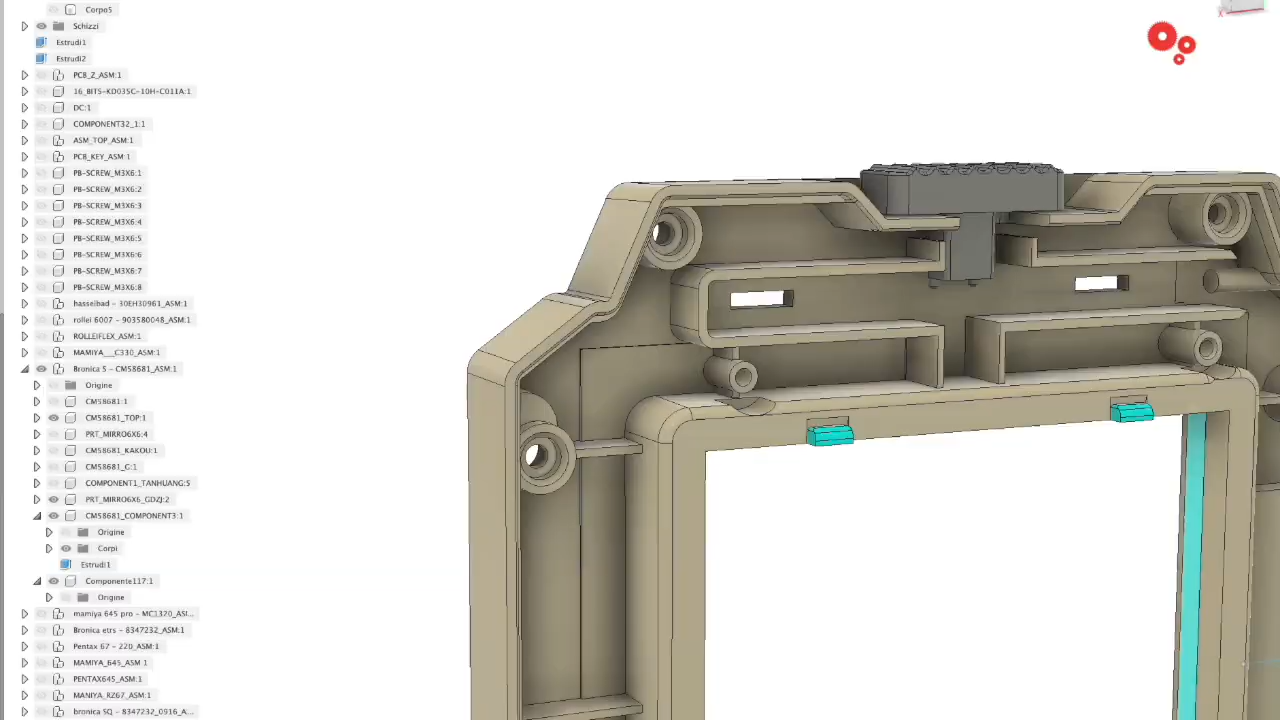 Corpo5
Schizzi
Estrudi1
Estrudi2
PCB_Z_ASM:1
16_BITS-KD035C-10H-C011A:1
DC:1
COMPONENT32_1:1
ASM_TOP_ASM:1
PCB_KEY_ASM:1
PB-SCREW_M3X6:1
PB-SCREW_M3X6:2
PB-SCREW_M3X6:3
PB-SCREW_M3X6:4
PB-SCREW_M3X6:5
PB-SCREW_M3X6:6
PB-SCREW_M3X6:7
PB-SCREW_M3X6:8
hasselbad - 30EH30961_ASM:1
rollei 6007 - 903580048_ASM:1
ROLLEIFLEX_ASM:1
MAMIYA___C330_ASM:1
Bronica S - CM58681_ASM:1
Origine
CM58681:1
CM58681_TOP:1
PRT_MIRRO6X6:4
CM58681_KAKOU:1
CM58681_G:1
COMPONENT1_TANHUANG:5
PRT_MIRRO6X6_GDZJ:2
CM58681_COMPONENT3:1
Origine
Corpi
Estrudi1
Componente117:1
Origine
mamiya 645 pro - MC1320_ASI...
Bronica etrs - 8347232_ASM:1
Pentax 67 - 220_ASM:1
MAMIYA_645_ASM 1
PENTAX645_ASM:1
MANIYA_RZ67_ASM:1
bronica SQ - 8347232_0916_A...
X